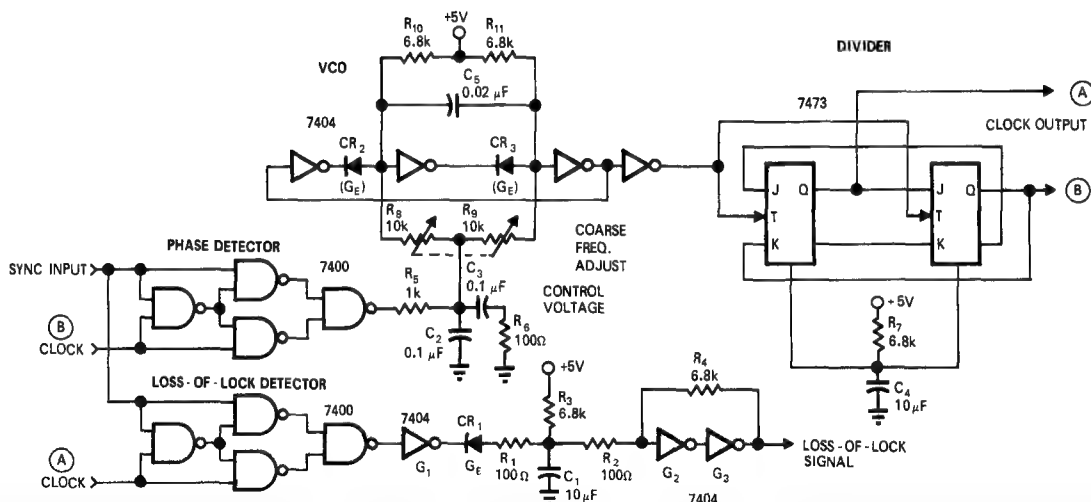 R10
6.8k
+5V
R11
6.8k
DIVIDER
VCO
C5
0.02 µF
7473
A
CLOCK OUTPUT
7404
CR2
(GE)
CR3
(GE)
J Q
T
K
J Q
T
K
B
R8
10k
R9
10k
COARSE
FREQ.
ADJUST
PHASE DETECTOR
SYNC INPUT
7400
R5
1k
C3
0.1 µF
CONTROL
VOLTAGE
B
CLOCK
C2
0.1 µF
R6
100Ω
+5V
R7
6.8k
C4
10 µF
LOSS-OF-LOCK DETECTOR
7400
7404
G1
CR1
GE
R1
100Ω
+5V
R3
6.8k
C1
10 µF
R2
100Ω
R4
6.8k
G2
G3
7404
LOSS-OF-LOCK
SIGNAL
A
CLOCK